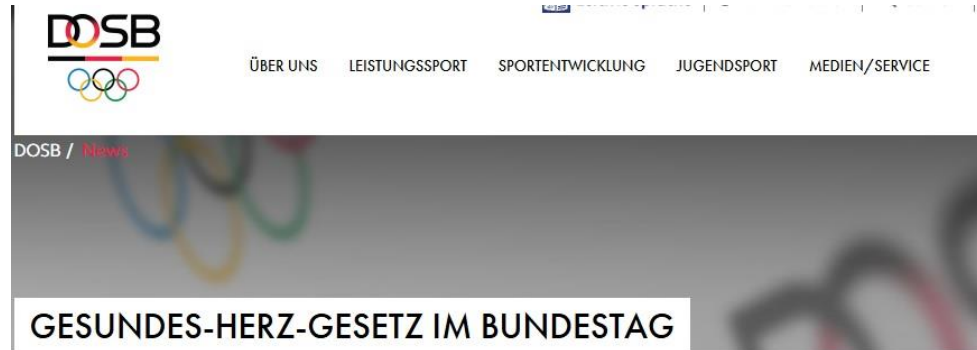 DOSB
ÜBER UNS LEISTUNGSSPORT SPORTENTWICKLUNG JUGENDSPORT MEDIEN/SERVICE
DOSB / News
GESUNDES-HERZ-GESETZ IM BUNDESTAG